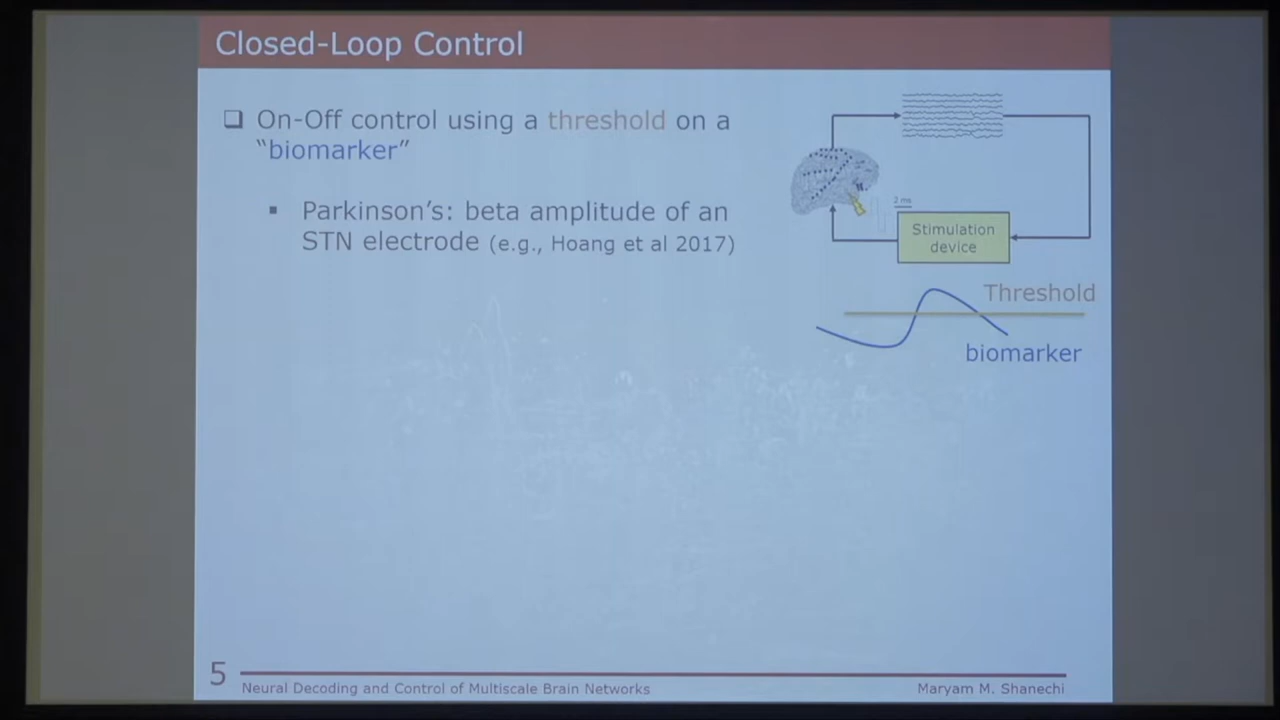 Closed-Loop Control
❑ On-Off control using a threshold on a
“biomarker”
▪ Parkinson’s: beta amplitude of an
STN electrode (e.g., Hoang et al 2017)
2 ms
Stimulation
device
Threshold
biomarker
5
Neural Decoding and Control of Multiscale Brain Networks
Maryam M. Shanechi